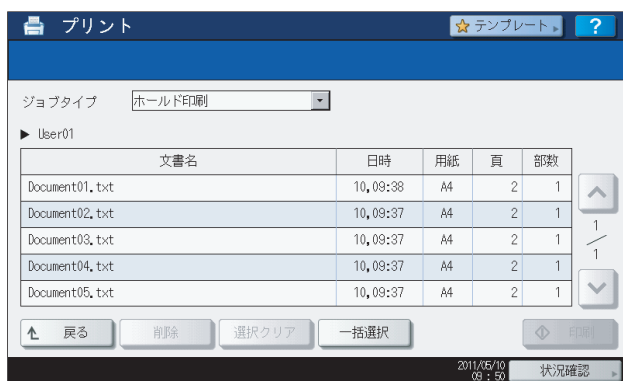 プリント テンプレート ?
ジョブタイプ ホールド印刷
▶ User01
文書名 日時 用紙 頁 部数
Document01.txt 10,09:38 A4 2 1
Document02.txt 10,09:37 A4 2 1
Document03.txt 10,09:37 A4 2 1
Document04.txt 10,09:37 A4 2 1
Document05.txt 10,09:37 A4 2 1
1/1
戻る 削除 選択クリア 一括選択 印刷
2011/05/10
09:50 状況確認